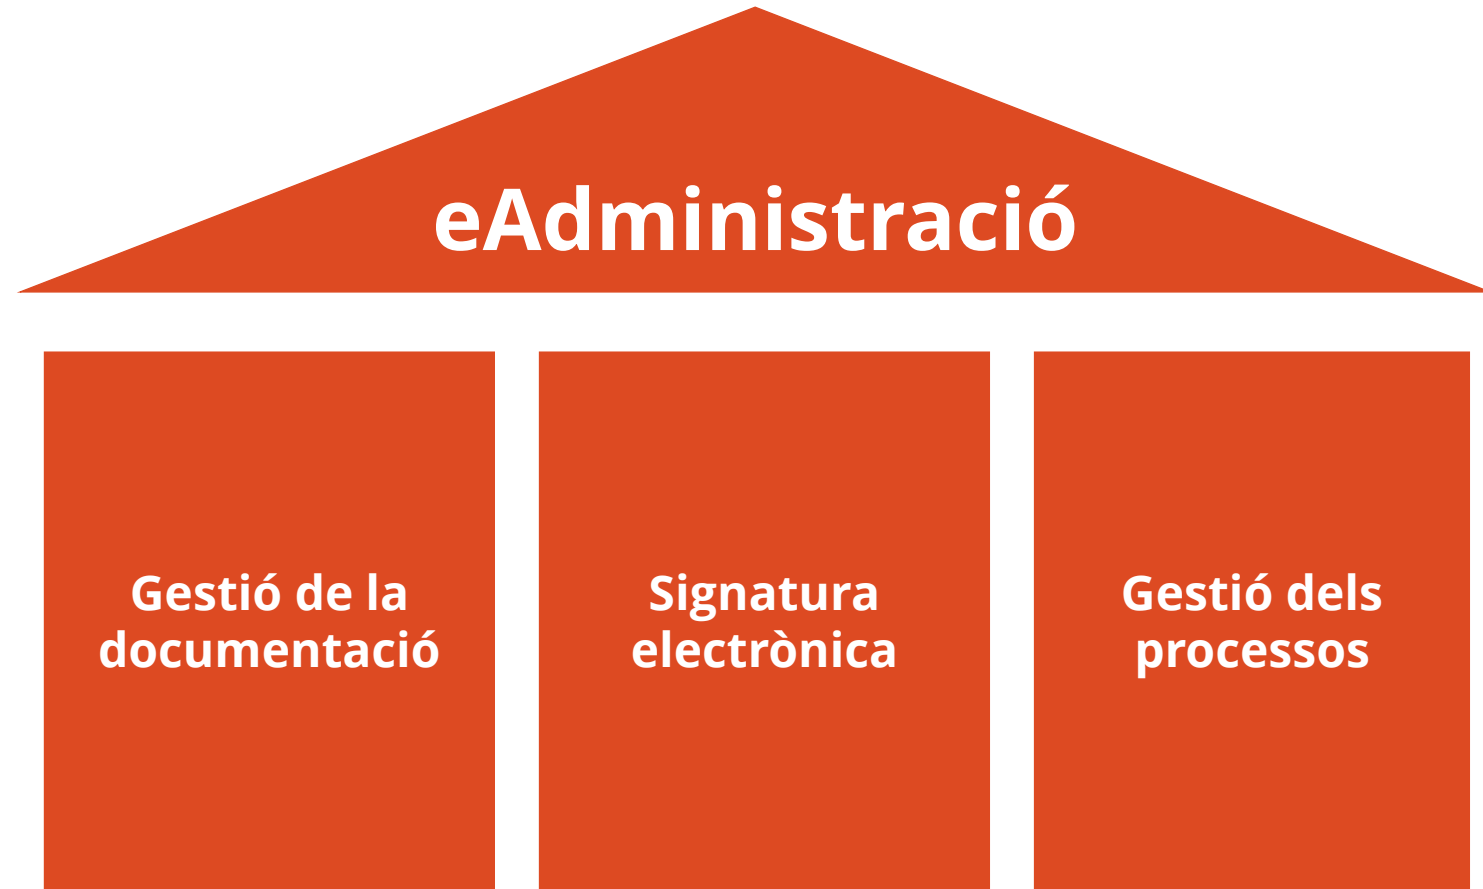 eAdministració
Gestió de la
documentació
Signatura
electrònica
Gestió dels
processos